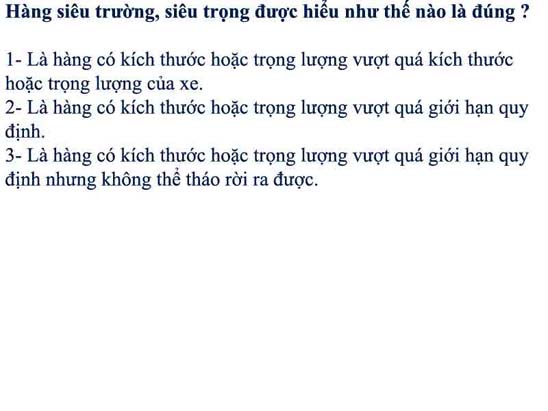 Hàng siêu trường, siêu trọng được hiểu như thế nào là đúng ?
1- Là hàng có kích thước hoặc trọng lượng vượt quá kích thước
hoặc trọng lượng của xe.
2- Là hàng có kích thước hoặc trọng lượng vượt quá giới hạn quy
định.
3- Là hàng có kích thước hoặc trọng lượng vượt quá giới hạn quy
định nhưng không thể tháo rời ra được.